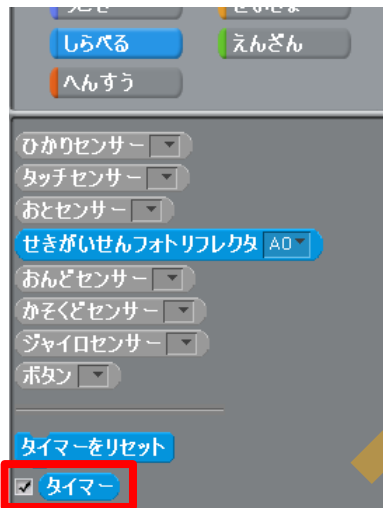 しらべる
えんざん
へんすう
ひかりセンサー
タッチセンサー
おとセンサー
せきがいせんフォトリフレクタ A0
おんどセンサー
かそくどセンサー
ジャイロセンサー
ボタン
タイマーをリセット
タイマー